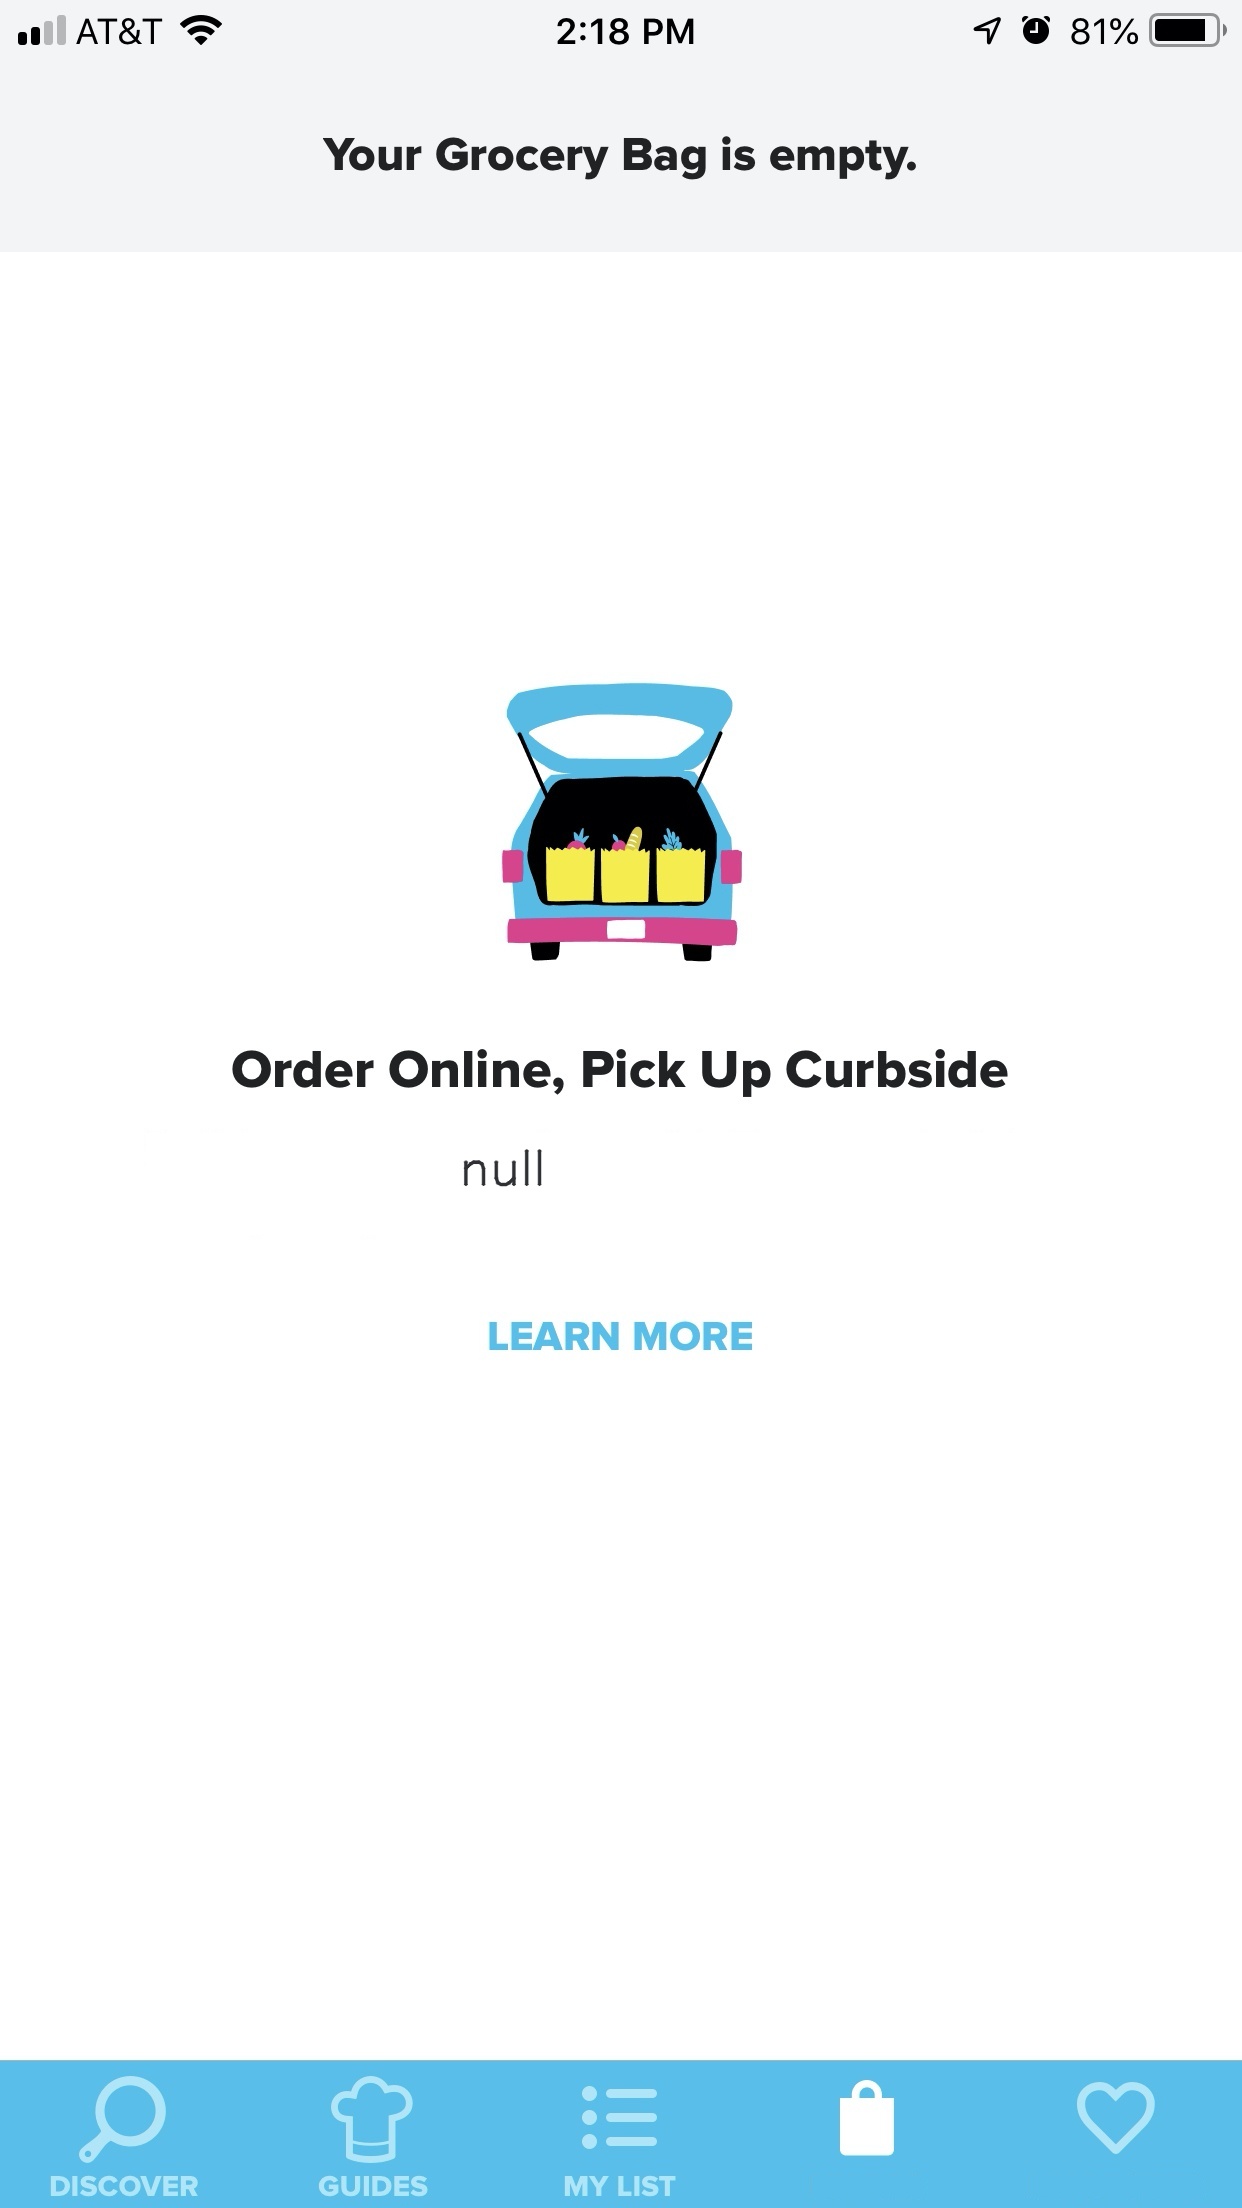 AT&T 2:18 PM 81%
Your Grocery Bag is empty.
Order Online, Pick Up Curbside
null
LEARN MORE
DISCOVER GUIDES MY LIST